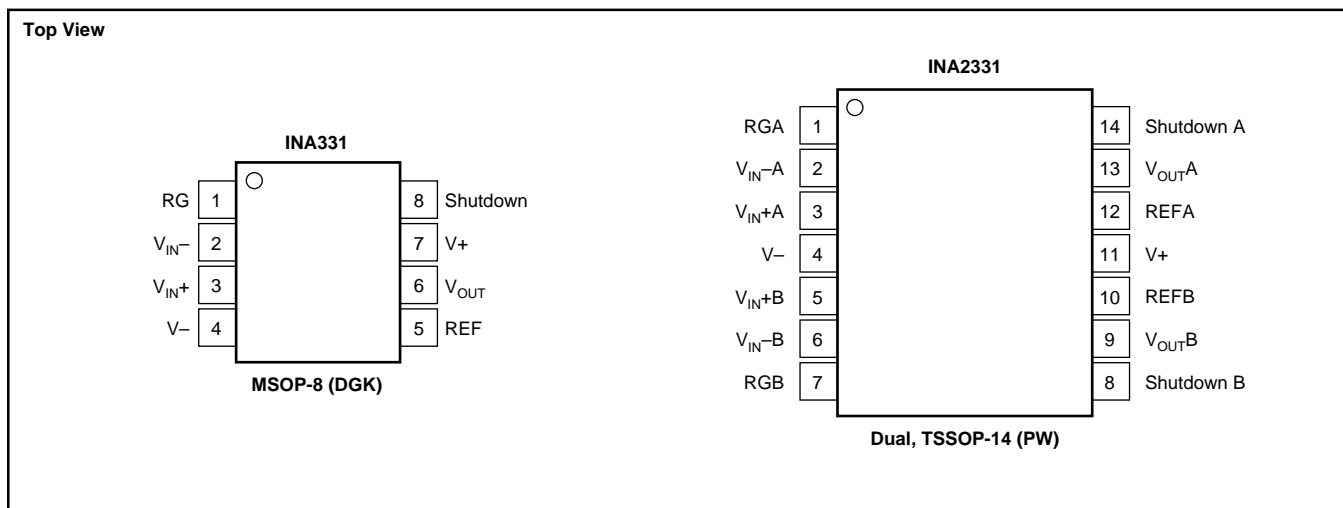 Top View
INA331
RG 1
V_IN– 2
V_IN+ 3
V– 4
8 Shutdown
7 V+
6 V_OUT
5 REF
MSOP-8 (DGK)
INA2331
RGA 1
V_IN–A 2
V_IN+A 3
V– 4
V_IN+B 5
V_IN–B 6
RGB 7
14 Shutdown A
13 V_OUTA
12 REFA
11 V+
10 REFB
9 V_OUTB
8 Shutdown B
Dual, TSSOP-14 (PW)